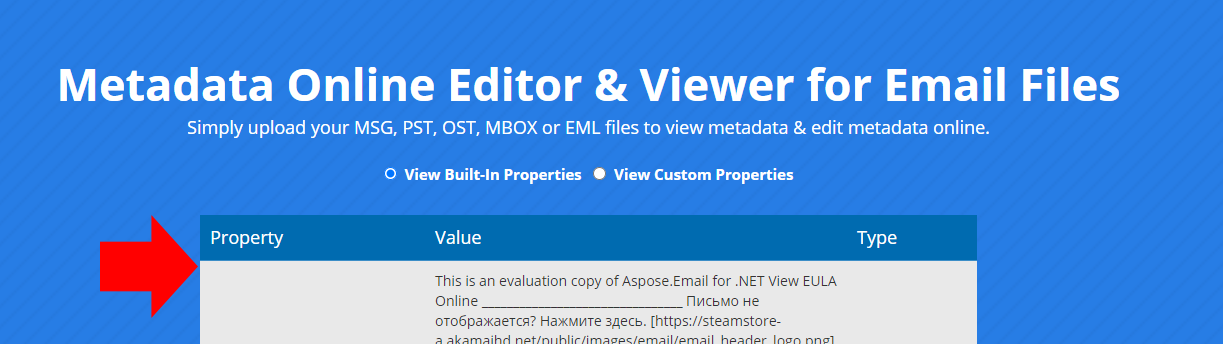 Metadata Online Editor & Viewer for Email Files
Simply upload your MSG, PST, OST, MBOX or EML files to view metadata & edit metadata online.
View Built-In Properties View Custom Properties
Property Value Type
This is an evaluation copy of Aspose.Email for .NET View EULA
Online ________________________________ Письмо не
отображается? Нажмите здесь. [https://steamstore-
a.akamaihd.net/public/images/email/email_header_logo.png]